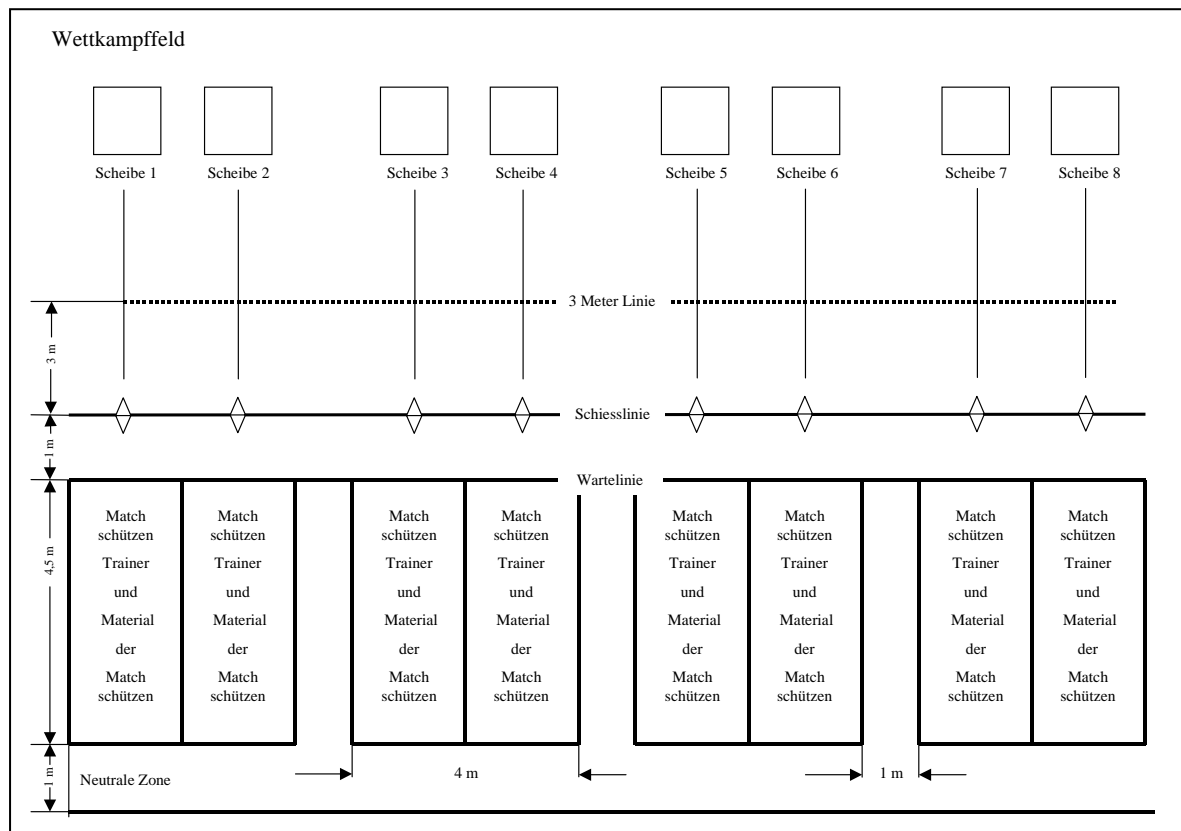 Wettkampffeld
Scheibe 1 Scheibe 2 Scheibe 3 Scheibe 4 Scheibe 5 Scheibe 6 Scheibe 7 Scheibe 8
3 Meter Linie
3 m
Schiesslinie
1 m
Wartelinie
4,5 m
Match Match Match Match Match Match Match Match
schützen schützen schützen schützen schützen schützen schützen schützen
Trainer Trainer Trainer Trainer Trainer Trainer Trainer Trainer
und und und und und und und und
Material Material Material Material Material Material Material Material
der der der der der der der der
Match Match Match Match Match Match Match Match
schützen schützen schützen schützen schützen schützen schützen schützen
1 m
Neutrale Zone
4 m
1 m